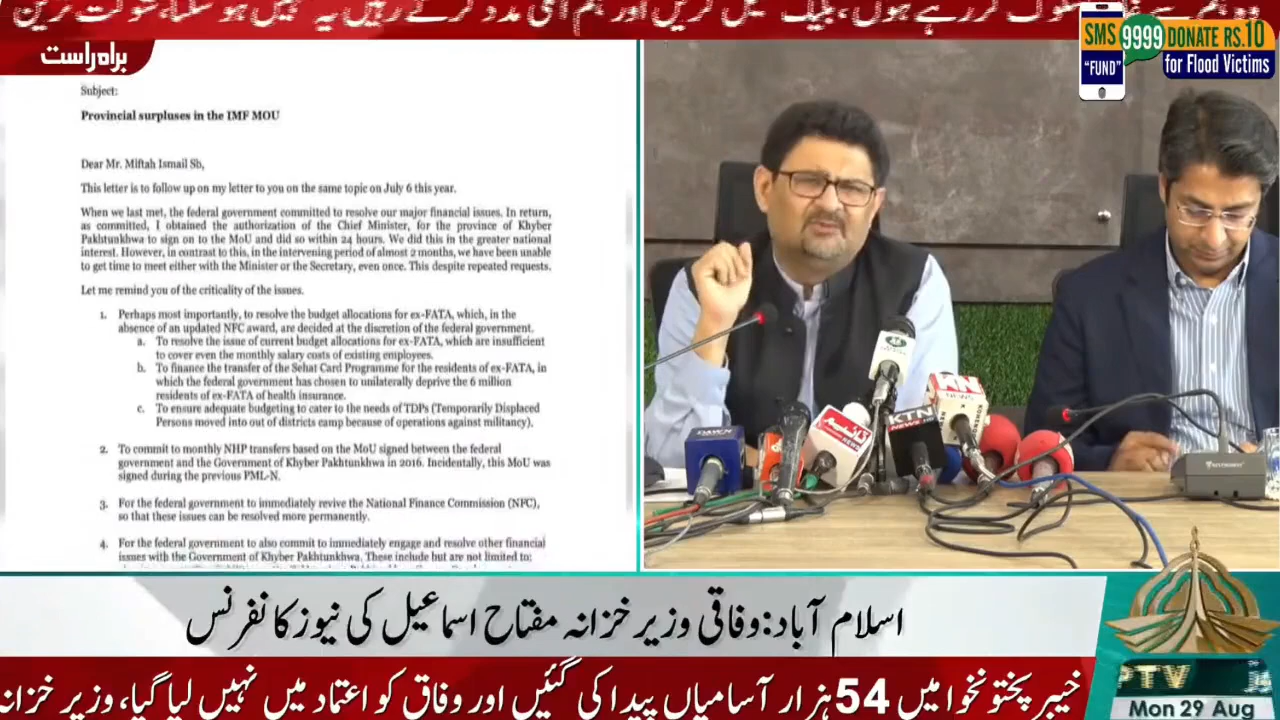 براہ راست
SMS
"FUND"
9999
DONATE RS.10
for Flood Victims
Subject:
Provincial surpluses in the IMF MOU
Dear Mr. Miftah Ismail Sb,
This letter is to follow up on my letter to you on the same topic on July 6 this year.
When we last met, the federal government committed to resolve our major financial issues. In return,
as committed, I obtained the authorization of the Chief Minister, for the province of Khyber
Pakhtunkhwa to sign on to the MoU and did so within 24 hours. We did this in the greater national
interest. However, in contrast to this, in the intervening period of almost 2 months, we have been unable
to get time to meet either with the Minister or the Secretary, even once. This despite repeated requests.
Let me remind you of the criticality of the issues.
1. Perhaps most importantly, to resolve the budget allocations for ex-FATA, which, in the
absence of an updated NFC award, are decided at the discretion of the federal government.
a. To resolve the issue of current budget allocations for ex-FATA, which are insufficient
to cover even the monthly salary costs of existing employees.
b. To finance the transfer of the Sehat Card Programme for the residents of ex-FATA, in
which the federal government has chosen to unilaterally deprive the 6 million
residents of ex-FATA of health insurance.
c. To ensure adequate budgeting to cater to the needs of TDPs (Temporarily Displaced
Persons moved into out of districts camp because of operations against militancy).
2. To commit to monthly NHP transfers based on the MoU signed between the federal
government and the Government of Khyber Pakhtunkhwa in 2016. Incidentally, this MoU was
signed during the previous PML-N.
3. For the federal government to immediately revive the National Finance Commission (NFC),
so that these issues can be resolved more permanently.
4. For the federal government to also commit to immediately engage and resolve other financial
issues with the Government of Khyber Pakhtunkhwa. These include but are not limited to:
DAWN
KTN
NEWS
KN
اسلام آباد: وفاقی وزیر خزانہ مفتاح اسماعیل کی نیوز کانفرنس
خیبر پختونخوا میں 54 ہزار آسامیاں پیدا کی گئیں اور وفاق کو اعتماد میں نہیں لیا گیا، وزیر خزانہ
PTV
Mon 29 Aug